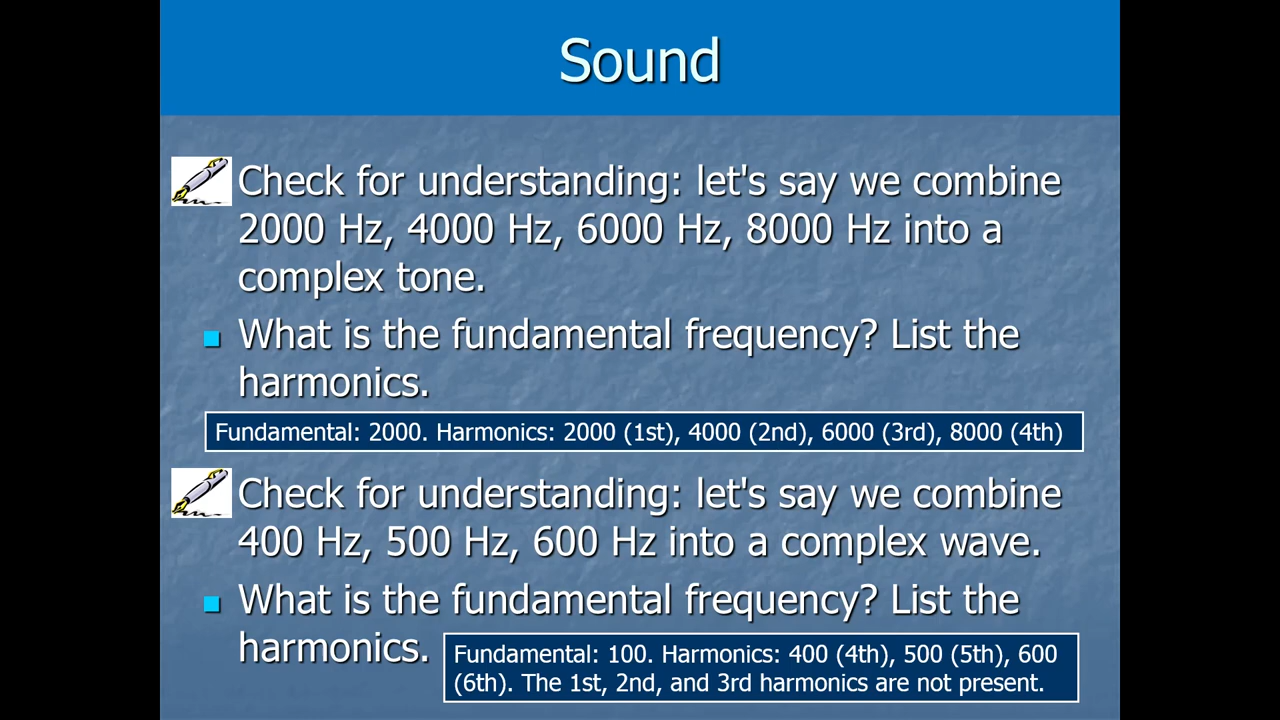 Sound
Check for understanding: let's say we combine
2000 Hz, 4000 Hz, 6000 Hz, 8000 Hz into a
complex tone.
What is the fundamental frequency? List the
harmonics.
Fundamental: 2000. Harmonics: 2000 (1st), 4000 (2nd), 6000 (3rd), 8000 (4th)
Check for understanding: let's say we combine
400 Hz, 500 Hz, 600 Hz into a complex wave.
What is the fundamental frequency? List the
harmonics.
Fundamental: 100. Harmonics: 400 (4th), 500 (5th), 600
(6th). The 1st, 2nd, and 3rd harmonics are not present.